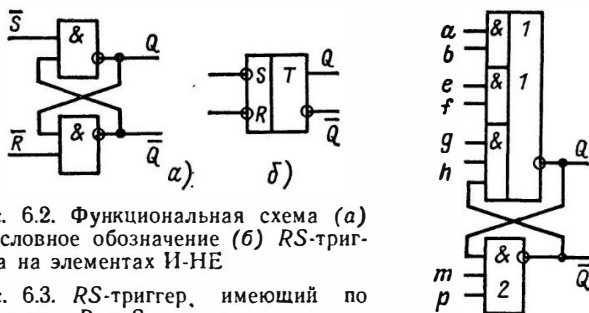 S̅
&
Q
R̅
&
Q̅
а)
S
T
Q
R
Q̅
б)
a
b
&
1
e
f
&
1
g
h
&
Q
&
2
m
p
Q̅
с. 6.2. Функциональная схема (а)
словное обозначение (б) RS-триг-
а на элементах И-НЕ
с. 6.3. RS-триггер, имеющий по